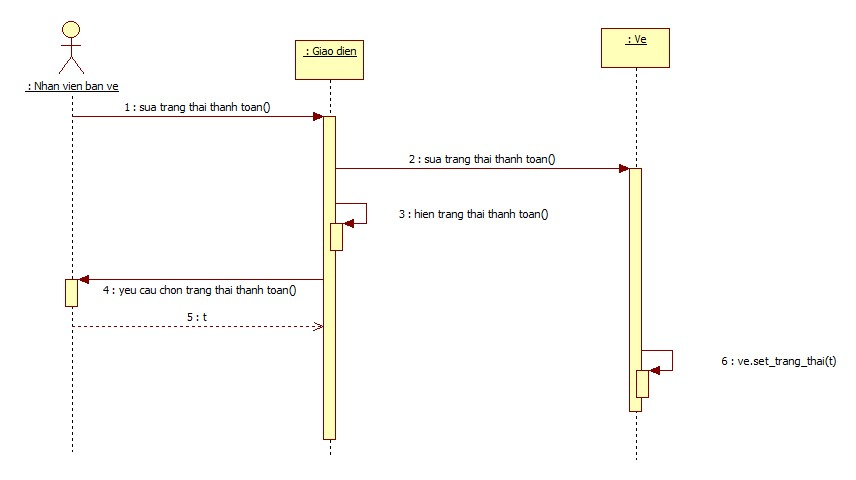 : Nhan vien ban ve
: Giao dien
: Ve
1 : sua trang thai thanh toan()
2 : sua trang thai thanh toan()
3 : hien trang thai thanh toan()
4 : yeu cau chon trang thai thanh toan()
5 : t
6 : ve.set_trang_thai(t)